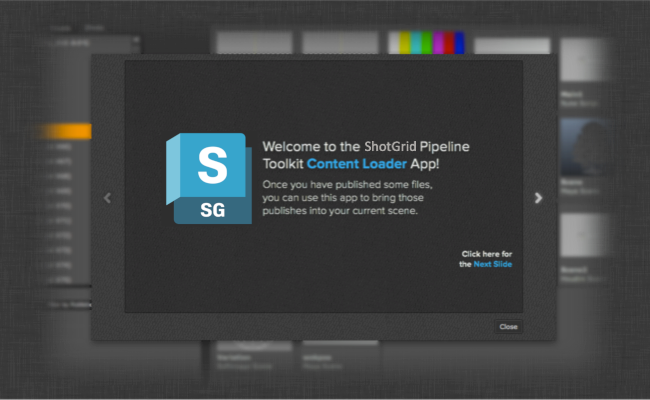 S
SG
Welcome to the ShotGrid Pipeline
Toolkit Content Loader App!
Once you have published some files,
you can use this app to bring those
publishes into your current scene.
Click here for
the Next Slide
Close